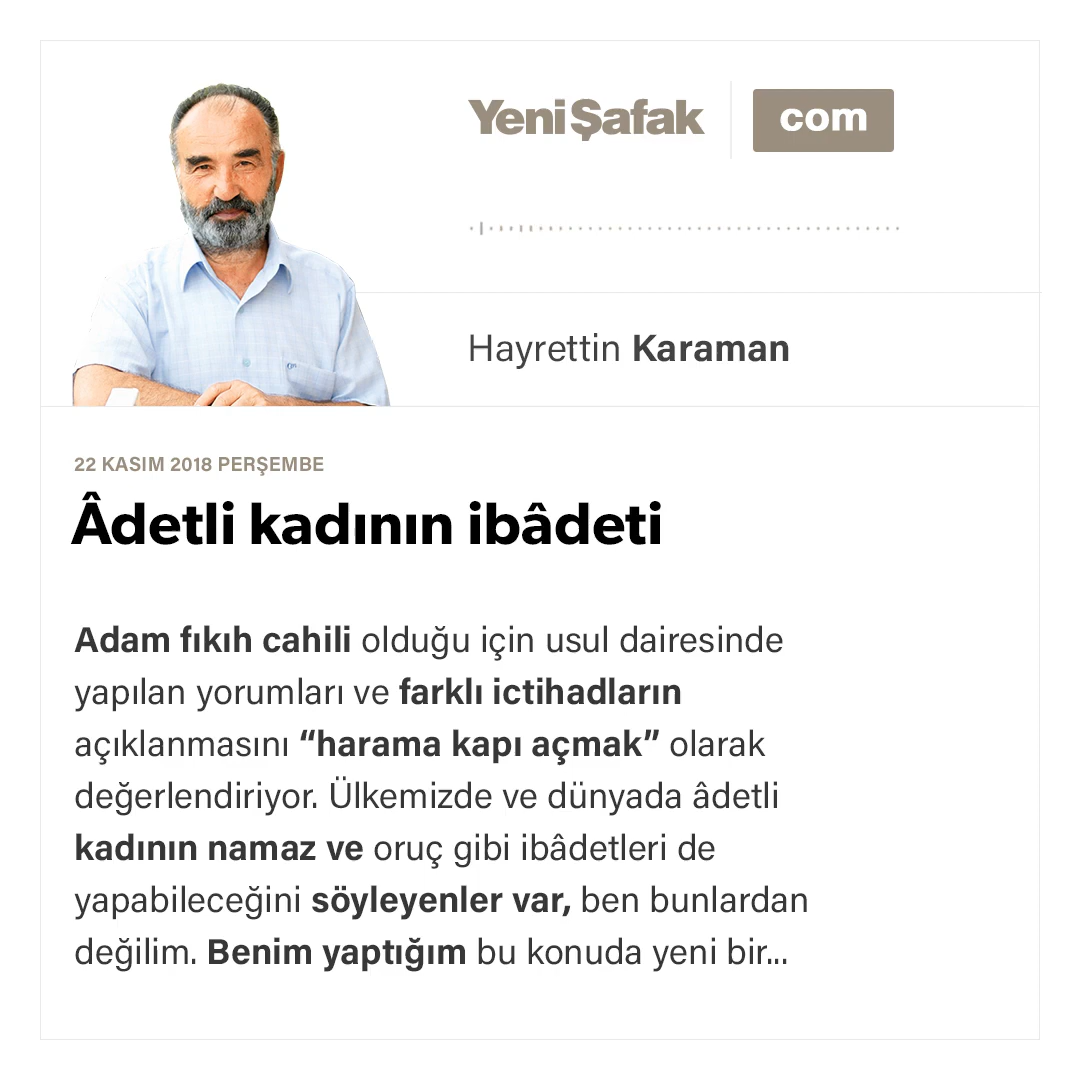 YeniŞafak com
Hayrettin Karaman
22 KASIM 2018 PERŞEMBE
Âdetli kadının ibâdeti
Adam fıkıh cahili olduğu için usul dairesinde
yapılan yorumları ve farklı ictihadların
açıklanmasını “harama kapı açmak” olarak
değerlendiriyor. Ülkemizde ve dünyada âdetli
kadının namaz ve oruç gibi ibâdetleri de
yapabileceğini söyleyenler var, ben bunlardan
değilim. Benim yaptığım bu konuda yeni bir...